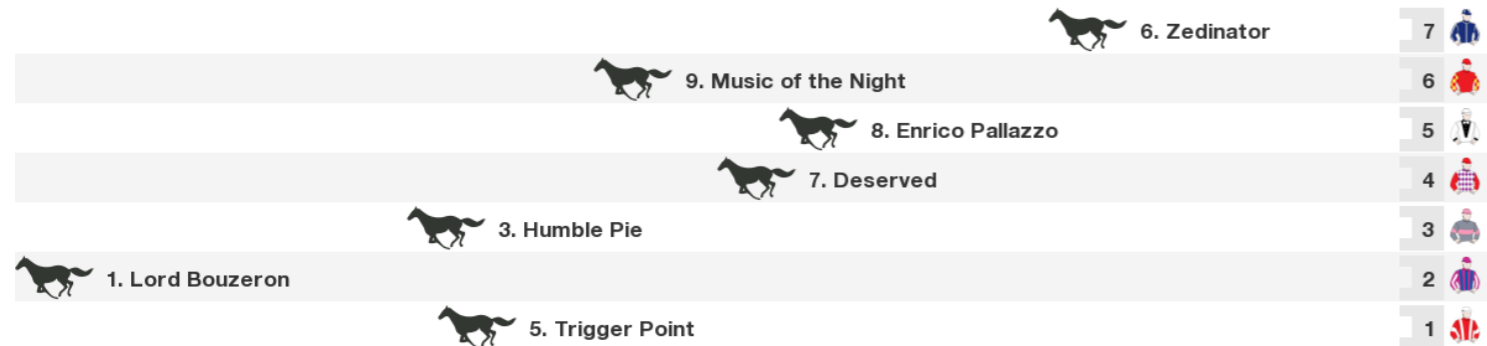 6. Zedinator 7
9. Music of the Night 6
8. Enrico Pallazzo 5
7. Deserved 4
3. Humble Pie 3
1. Lord Bouzeron 2
5. Trigger Point 1